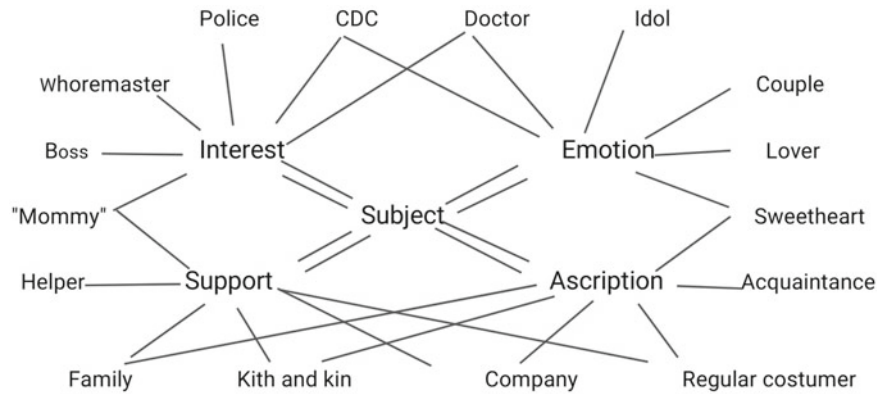 Police
CDC
Doctor
Idol
Whoremaster
Couple
Boss
Interest
Emotion
Lover
"Mommy"
Subject
Sweetheart
Helper
Support
Ascription
Acquaintance
Family
Kith and kin
Company
Regular costumer